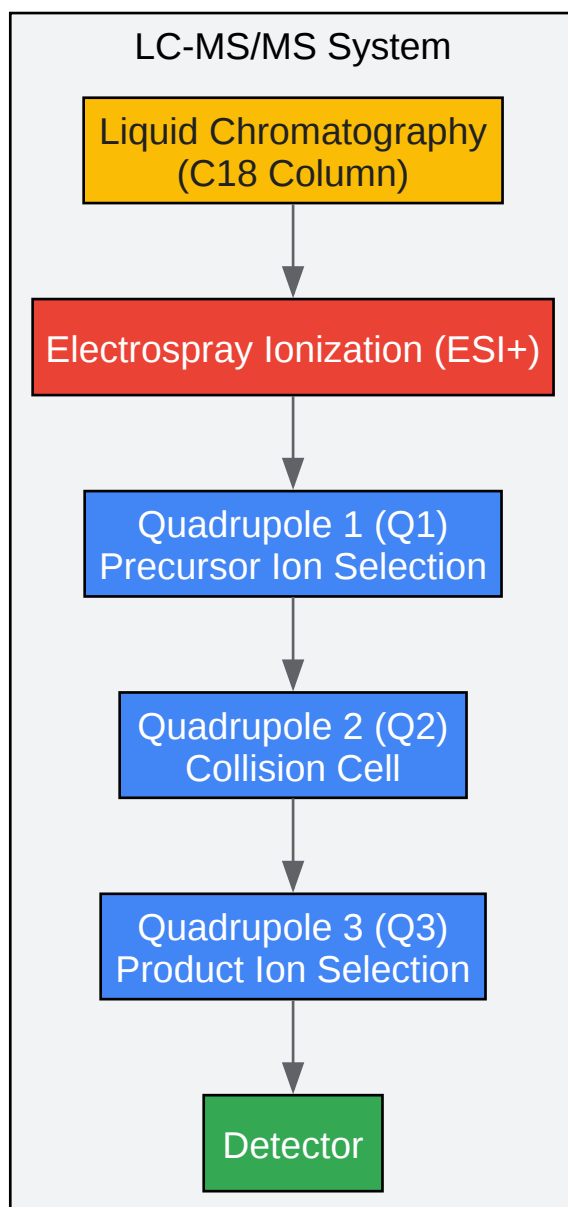 LC-MS/MS System
Liquid Chromatography
(C18 Column)
Electrospray Ionization (ESI+)
Quadrupole 1 (Q1)
Precursor Ion Selection
Quadrupole 2 (Q2)
Collision Cell
Quadrupole 3 (Q3)
Product Ion Selection
Detector